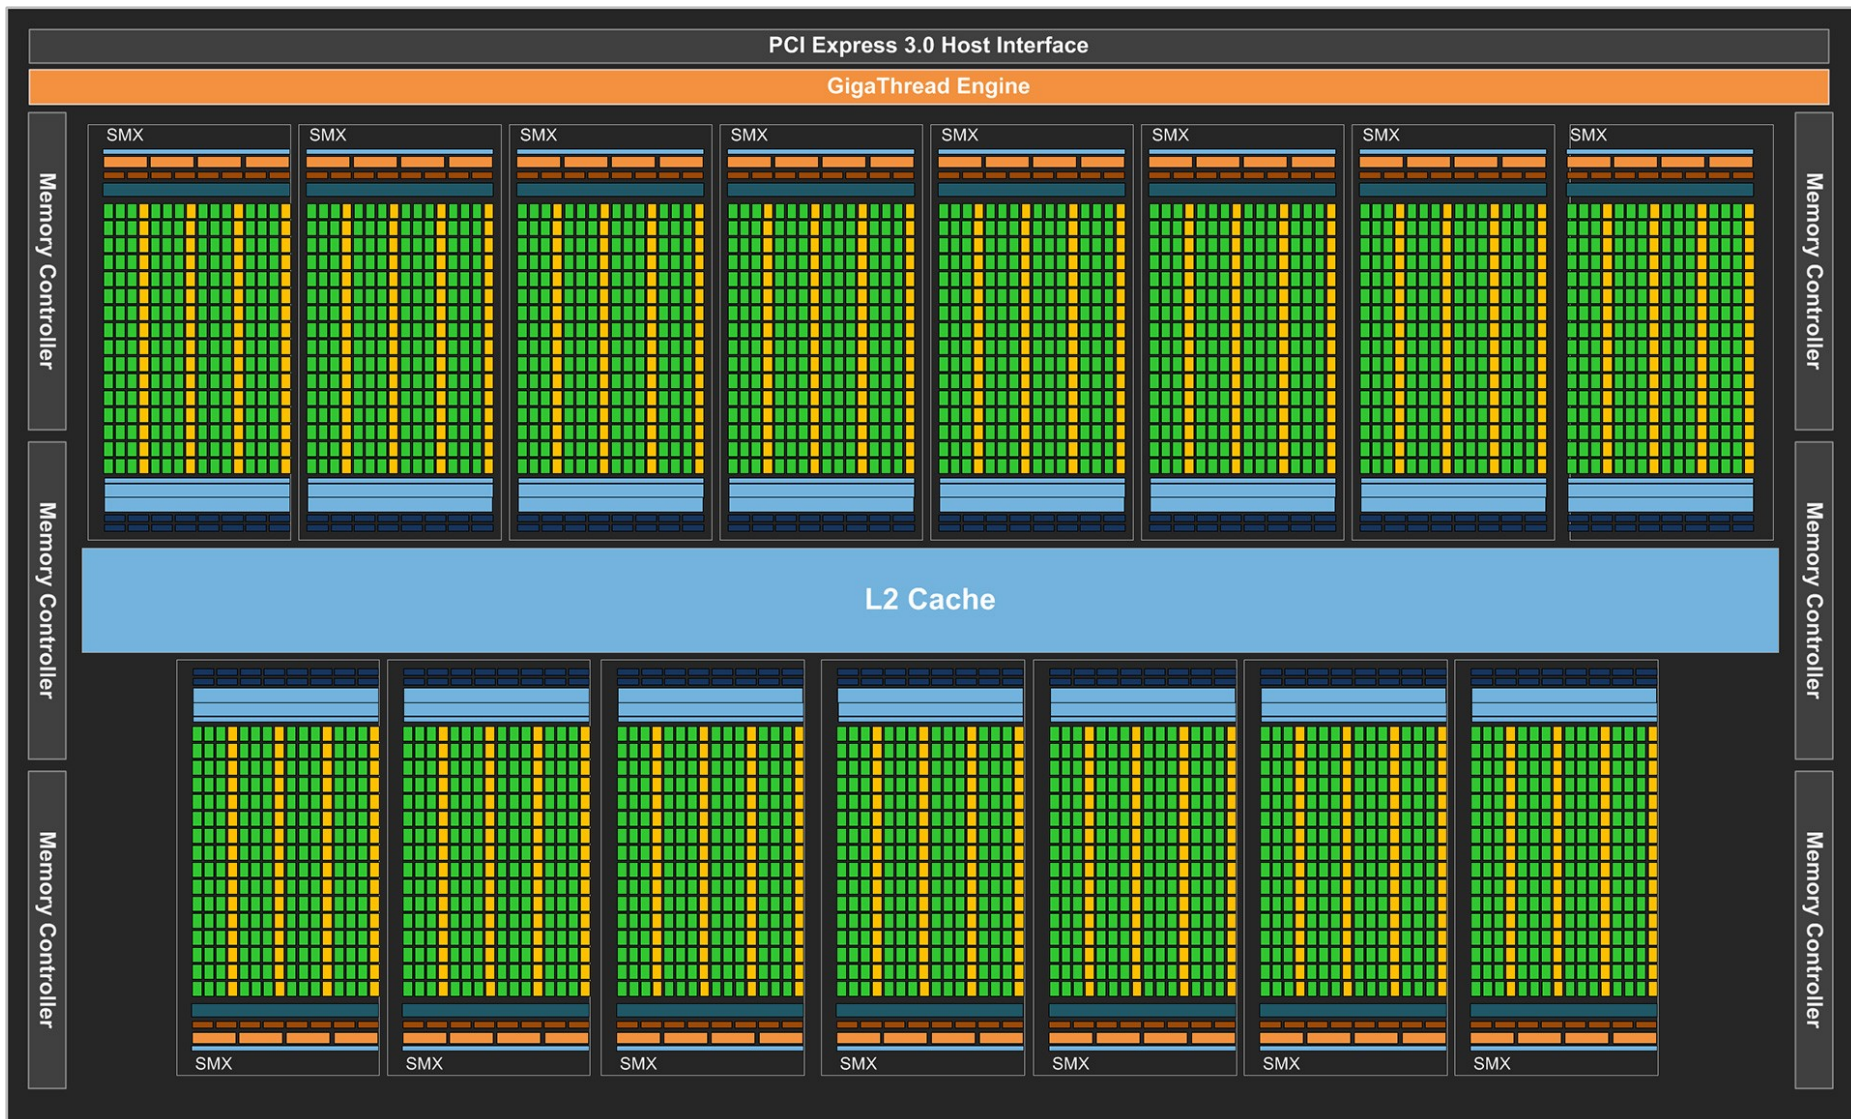 PCI Express 3.0 Host Interface
GigaThread Engine
SMX
SMX
SMX
SMX
SMX
SMX
SMX
SMX
Memory Controller
Memory Controller
Memory Controller
Memory Controller
Memory Controller
Memory Controller
L2 Cache
SMX
SMX
SMX
SMX
SMX
SMX
SMX